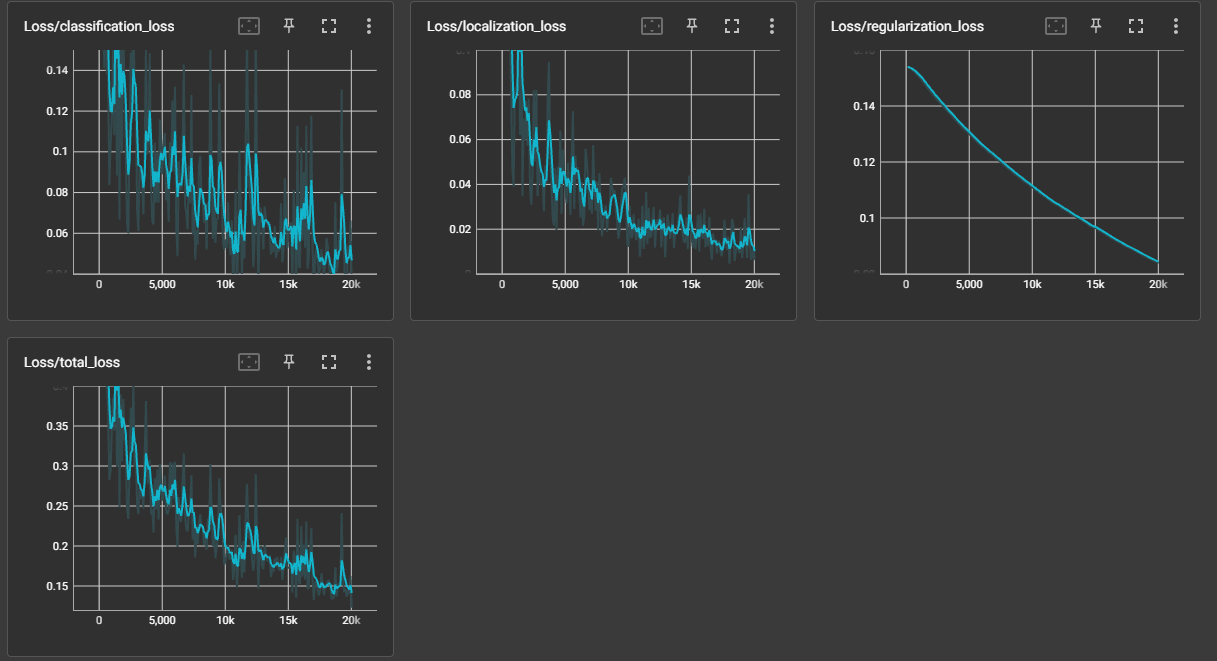 Loss/classification_loss
0.14
0.12
0.1
0.08
0.06
0 5,000 10k 15k 20k
Loss/localization_loss
0.08
0.06
0.04
0.02
0 5,000 10k 15k 20k
Loss/regularization_loss
0.14
0.12
0.1
0 5,000 10k 15k 20k
Loss/total_loss
0.35
0.3
0.25
0.2
0.15
0 5,000 10k 15k 20k